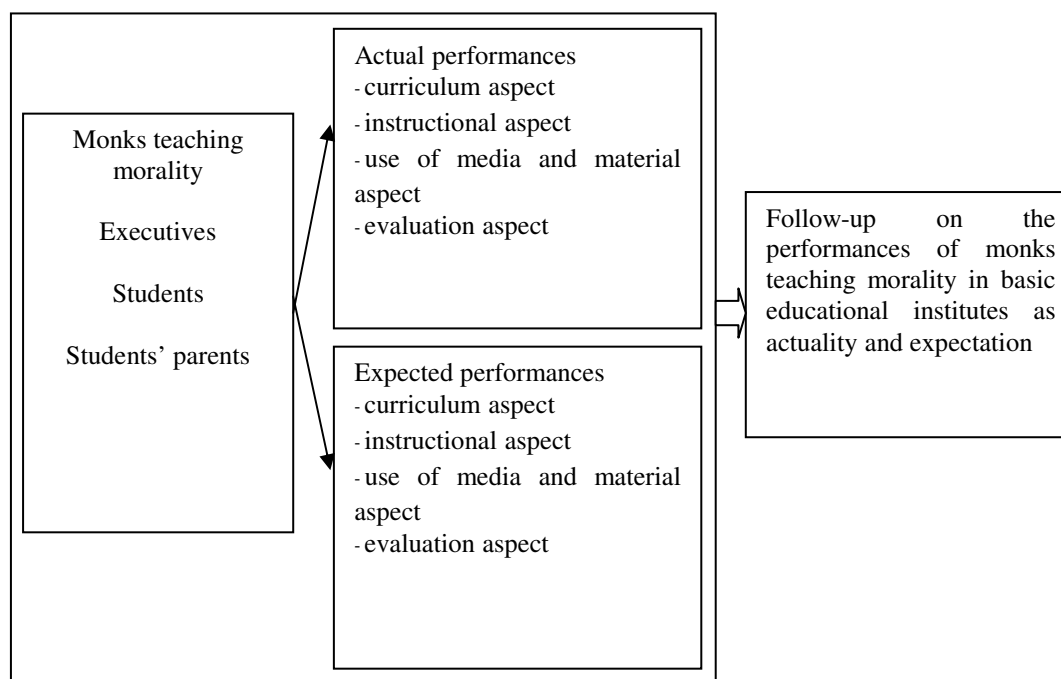 Monks teaching
morality
Executives
Students
Students’ parents
Actual performances
- curriculum aspect
- instructional aspect
- use of media and material
aspect
- evaluation aspect
Expected performances
- curriculum aspect
- instructional aspect
- use of media and material
aspect
- evaluation aspect
Follow-up on the
performances of monks
teaching morality in basic
educational institutes as
actuality and expectation